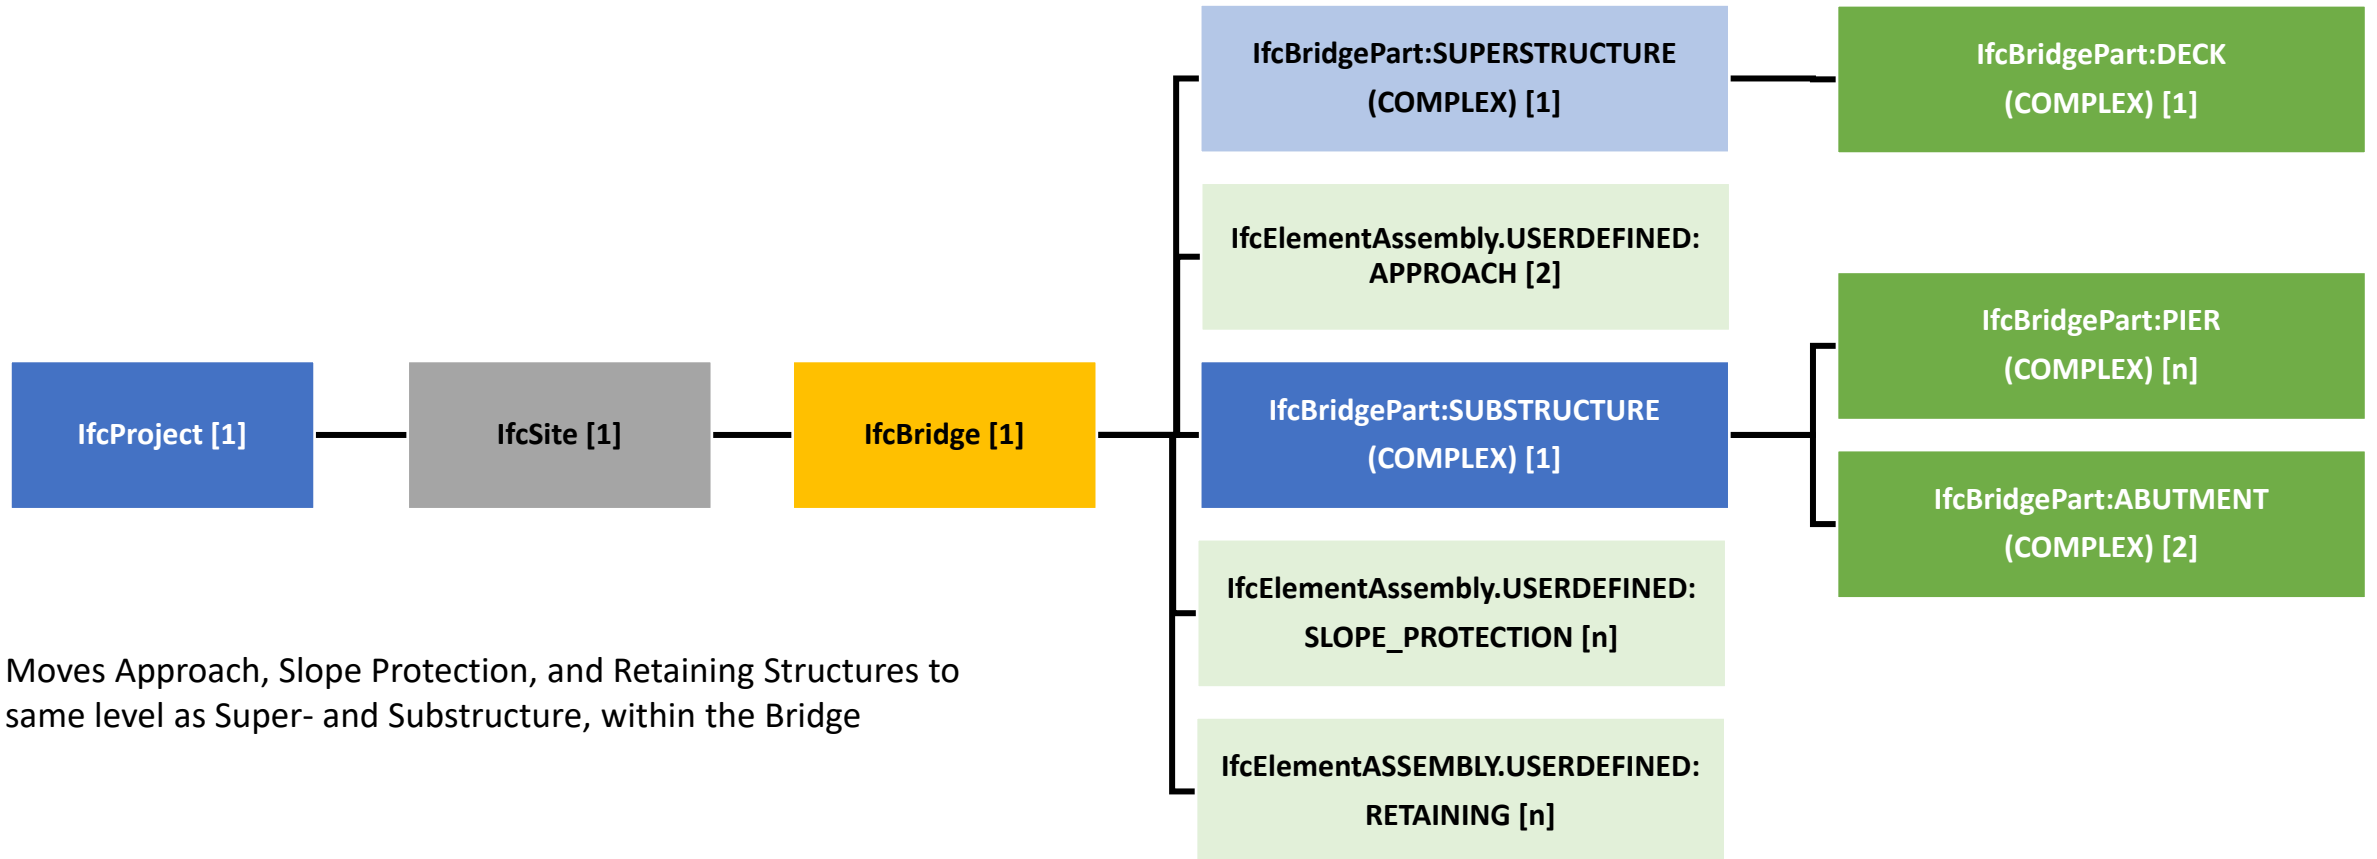 IfcBridgePart:SUPERSTRUCTURE
(COMPLEX) [1]
IfcBridgePart:DECK
(COMPLEX) [1]
IfcElementAssembly.USERDEFINED:
APPROACH [2]
IfcBridgePart:PIER
(COMPLEX) [n]
IfcProject [1]
IfcSite [1]
IfcBridge [1]
IfcBridgePart:SUBSTRUCTURE
(COMPLEX) [1]
IfcBridgePart:ABUTMENT
(COMPLEX) [2]
IfcElementAssembly.USERDEFINED:
SLOPE_PROTECTION [n]
Moves Approach, Slope Protection, and Retaining Structures to
same level as Super- and Substructure, within the Bridge
IfcElementASSEMBLY.USERDEFINED:
RETAINING [n]